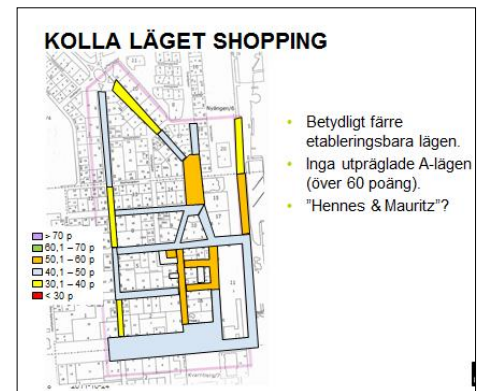 KOLLA LÄGET SHOPPING
Betydligt färre
etableringsbara lägen.
Inga utpräglade A-lägen
(över 60 poäng).
"Hennes & Mauritz"?
> 70 p
60,1 – 70 p
50,1 – 60 p
40,1 – 50 p
30,1 – 40 p
< 30 p